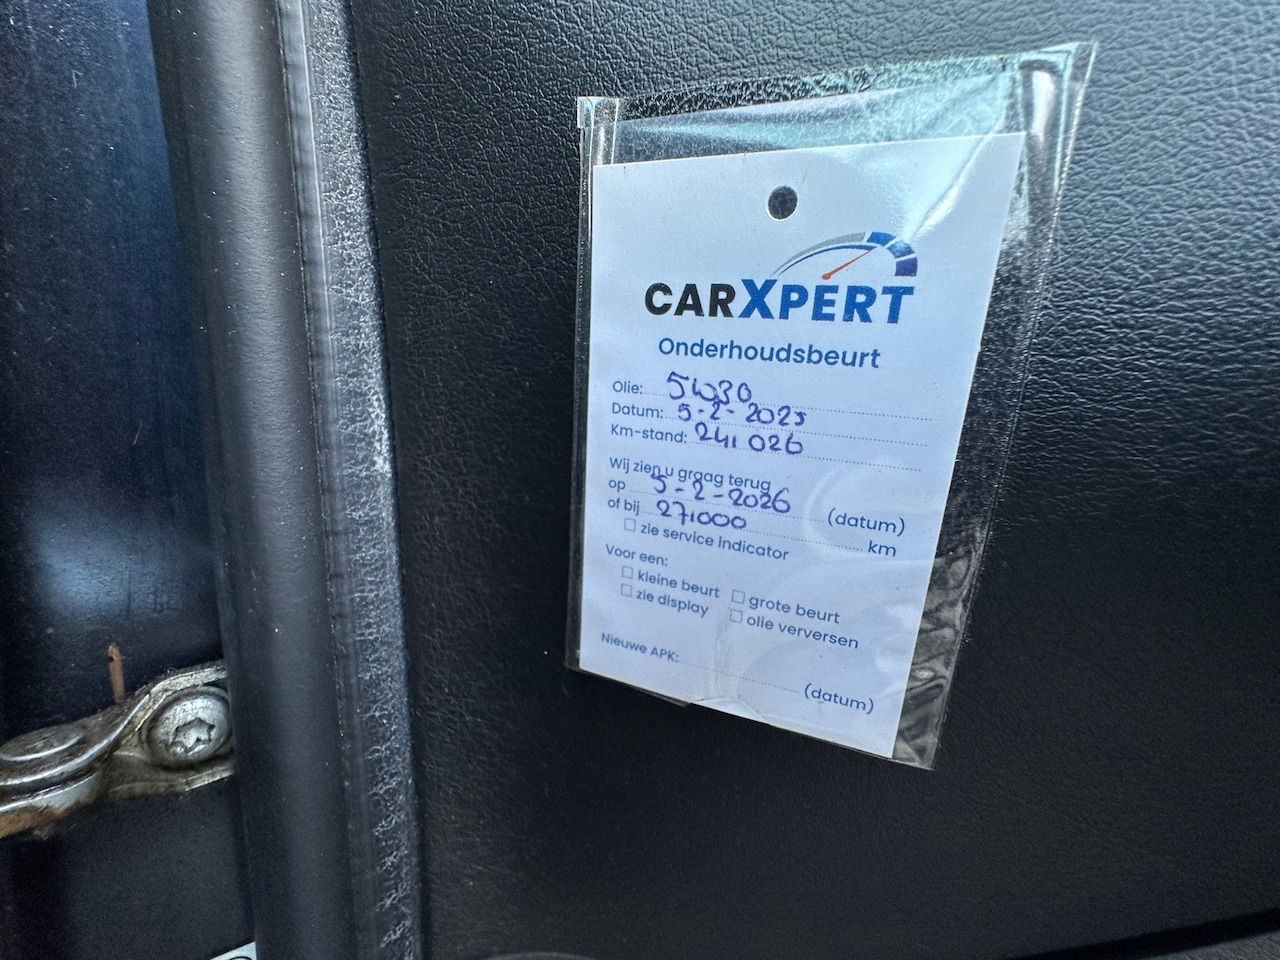 CARXPERT
Onderhoudsbeurt
Olie: 5W30
Datum: 5-2-2025
Km-stand: 241026
Wij zien u graag terug
op 5-2-2026 (datum)
of bij 271000 km
zie service indicator
Voor een:
kleine beurt grote beurt
zie display olie verversen
Nieuwe APK:
(datum)